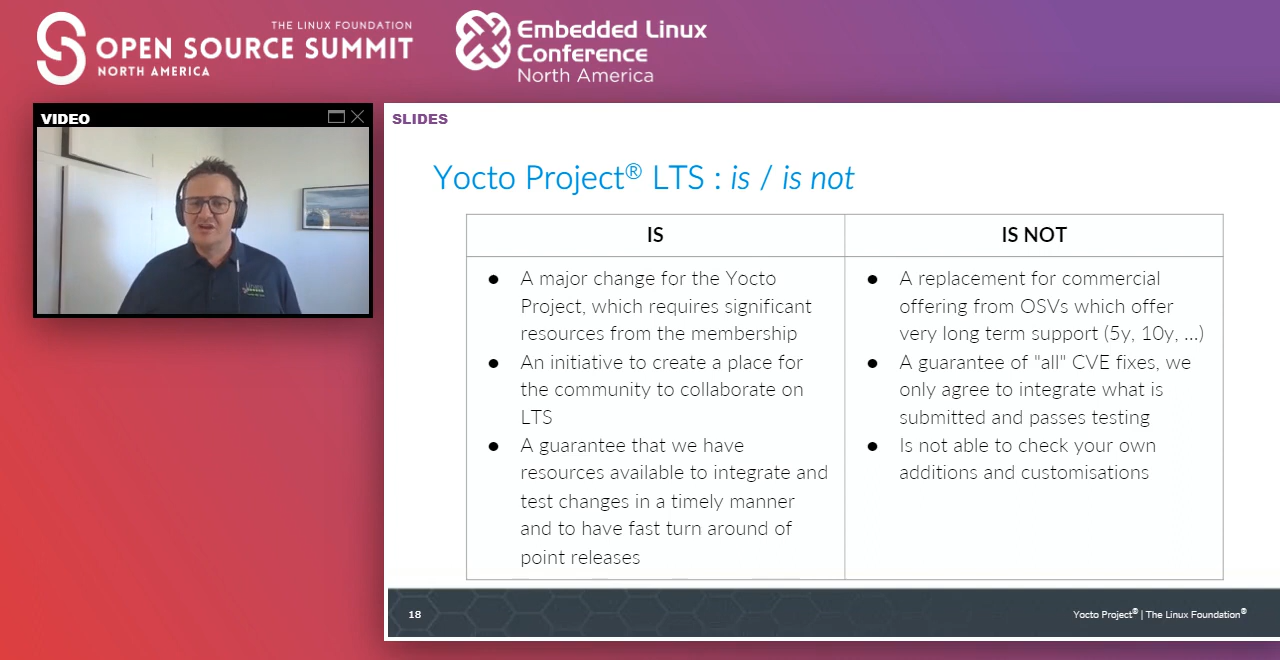 THE LINUX FOUNDATION
OPEN SOURCE SUMMIT
NORTH AMERICA
Embedded Linux
Conference
North America
VIDEO
SLIDES
Yocto Project® LTS : is / is not
IS
A major change for the Yocto
Project, which requires significant
resources from the membership
An initiative to create a place for
the community to collaborate on
LTS
A guarantee that we have
resources available to integrate and
test changes in a timely manner
and to have fast turn around of
point releases
IS NOT
A replacement for commercial
offering from OSVs which offer
very long term support (5y, 10y, ...)
A guarantee of "all" CVE fixes, we
only agree to integrate what is
submitted and passes testing
Is not able to check your own
additions and customisations
18
Yocto Project® | The Linux Foundation®